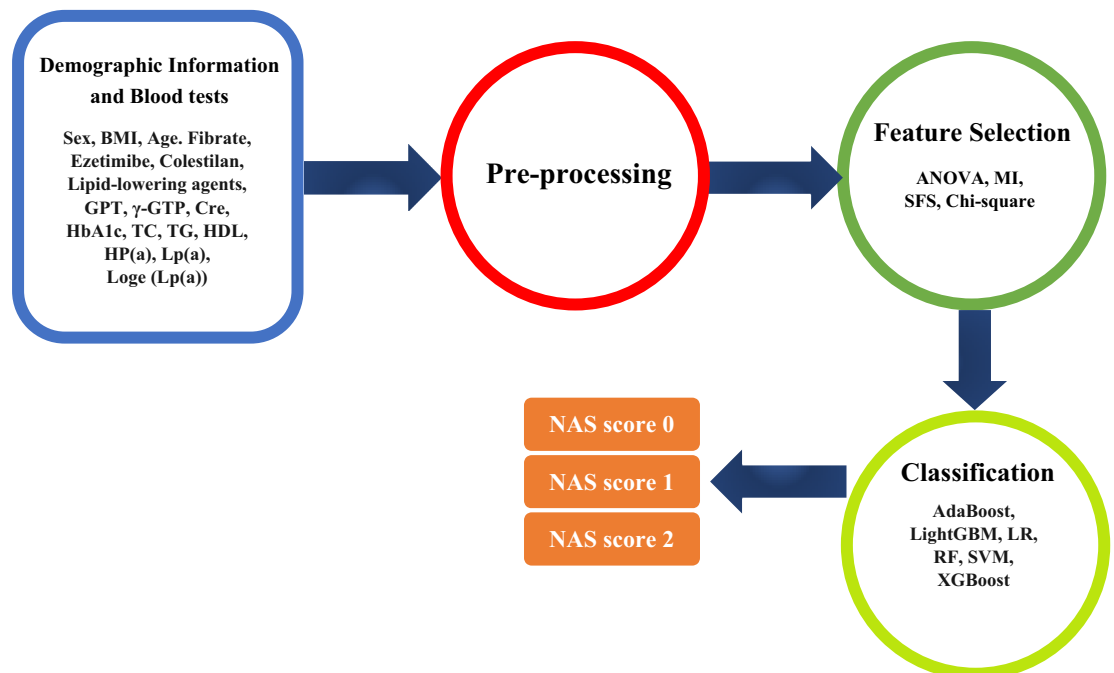 Demographic Information
and Blood tests
Sex, BMI, Age. Fibrate,
Ezetimibe, Colestilan,
Lipid-lowering agents,
GPT, γ-GTP, Cre,
HbA1c, TC, TG, HDL,
HP(a), Lp(a),
Loge (Lp(a))
Pre-processing
Feature Selection
ANOVA, MI,
SFS, Chi-square
Classification
AdaBoost,
LightGBM, LR,
RF, SVM,
XGBoost
NAS score 0
NAS score 1
NAS score 2